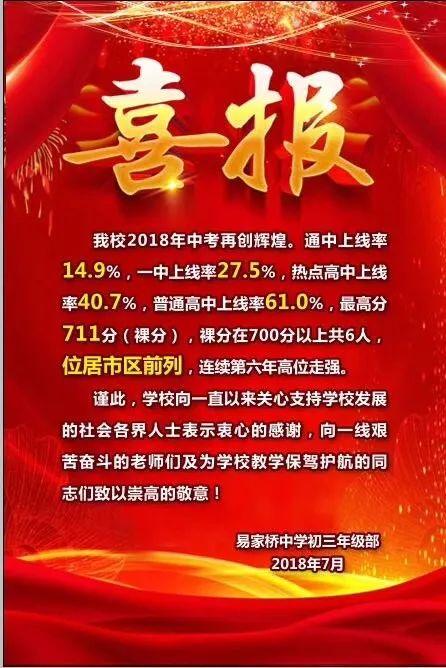 喜报
我校2018年中考再创辉煌。通中上线率
14.9%，一中上线率27.5%，热点高中上线
率40.7%，普通高中上线率61.0%，最高分
711分（裸分），裸分在700分以上共6人，
位居市区前列，连续第六年高位走强。
谨此，学校向一直以来关心支持学校发展
的社会各界人士表示衷心的感谢，向一线艰
苦奋斗的老师们及为学校教学保驾护航的同
志们致以崇高的敬意！
易家桥中学初三年级部
2018年7月